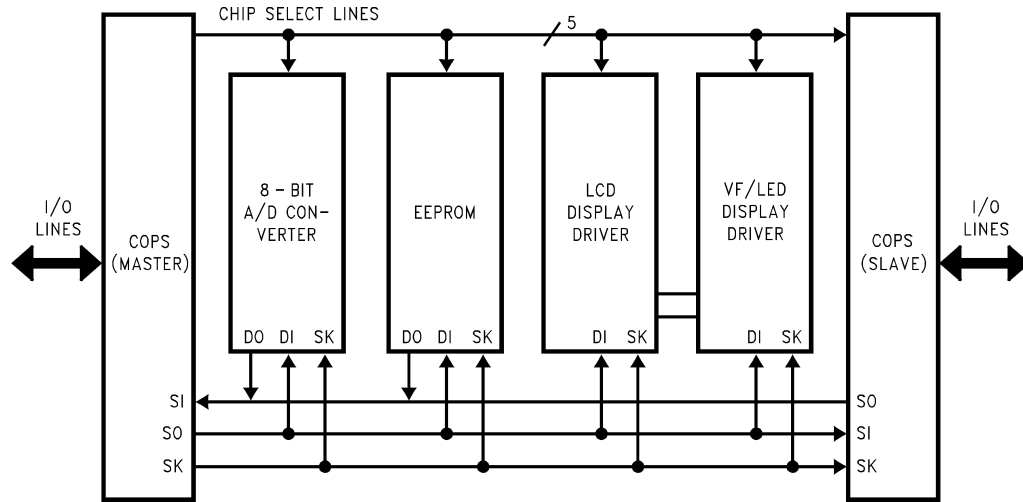 CHIP SELECT LINES
5
I/O
LINES
COPS
(MASTER)
8 - BIT
A/D CON-
VERTER
EEPROM
LCD
DISPLAY
DRIVER
VF/LED
DISPLAY
DRIVER
COPS
(SLAVE)
I/O
LINES
DO DI SK
DO DI SK
DI SK
DI SK
SI
SO
SK
SO
SI
SK